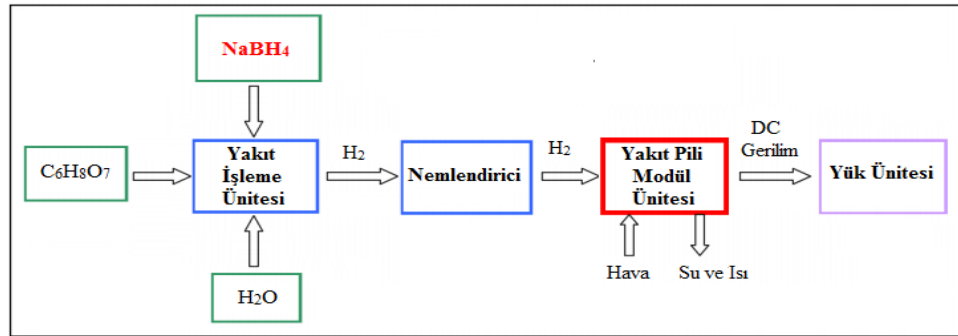 NaBH4
C6H8O7
Yakıt
İşleme
Ünitesi
H2
Nemlendirici
H2
Yakıt Pili
Modül
Ünitesi
DC
Gerilim
Yük Ünitesi
H2O
Hava
Su ve Isı